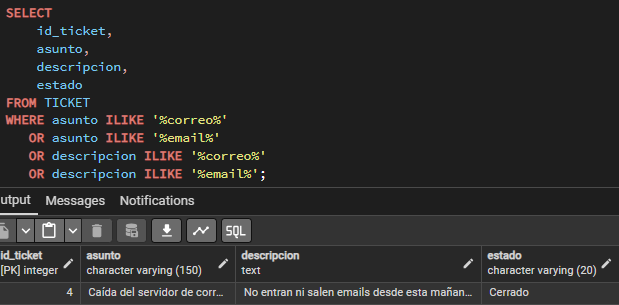 SELECT
id_ticket,
asunto,
descripcion,
estado
FROM TICKET
WHERE asunto ILIKE '%correo%'
OR asunto ILIKE '%email%'
OR descripcion ILIKE '%correo%'
OR descripcion ILIKE '%email%';
utput Messages Notifications
SQL
id_ticket asunto descripcion estado
[PK] integer character varying (150) text character varying (20)
4 Caída del servidor de corr... No entran ni salen emails desde esta mañan... Cerrado